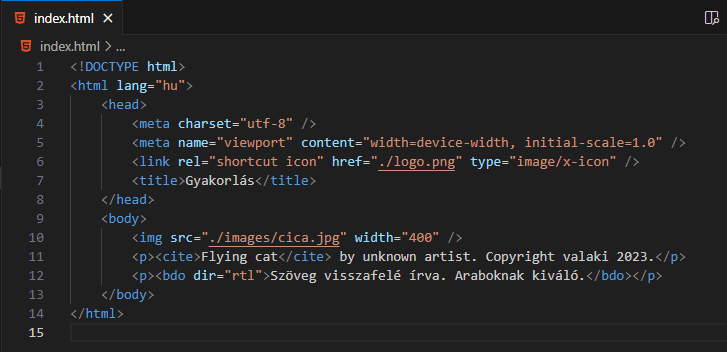 index.html
index.html > ...
1 <!DOCTYPE html>
2 <html lang="hu">
3 <head>
4 <meta charset="utf-8" />
5 <meta name="viewport" content="width=device-width, initial-scale=1.0" />
6 <link rel="shortcut icon" href="./logo.png" type="image/x-icon" />
7 <title>Gyakorlás</title>
8 </head>
9 <body>
10 <img src="./images/cica.jpg" width="400" />
11 <p><cite>Flying cat</cite> by unknown artist. Copyright valaki 2023.</p>
12 <p><bdo dir="rtl">Szöveg visszafelé írva. Araboknak kiváló.</bdo></p>
13 </body>
14 </html>
15